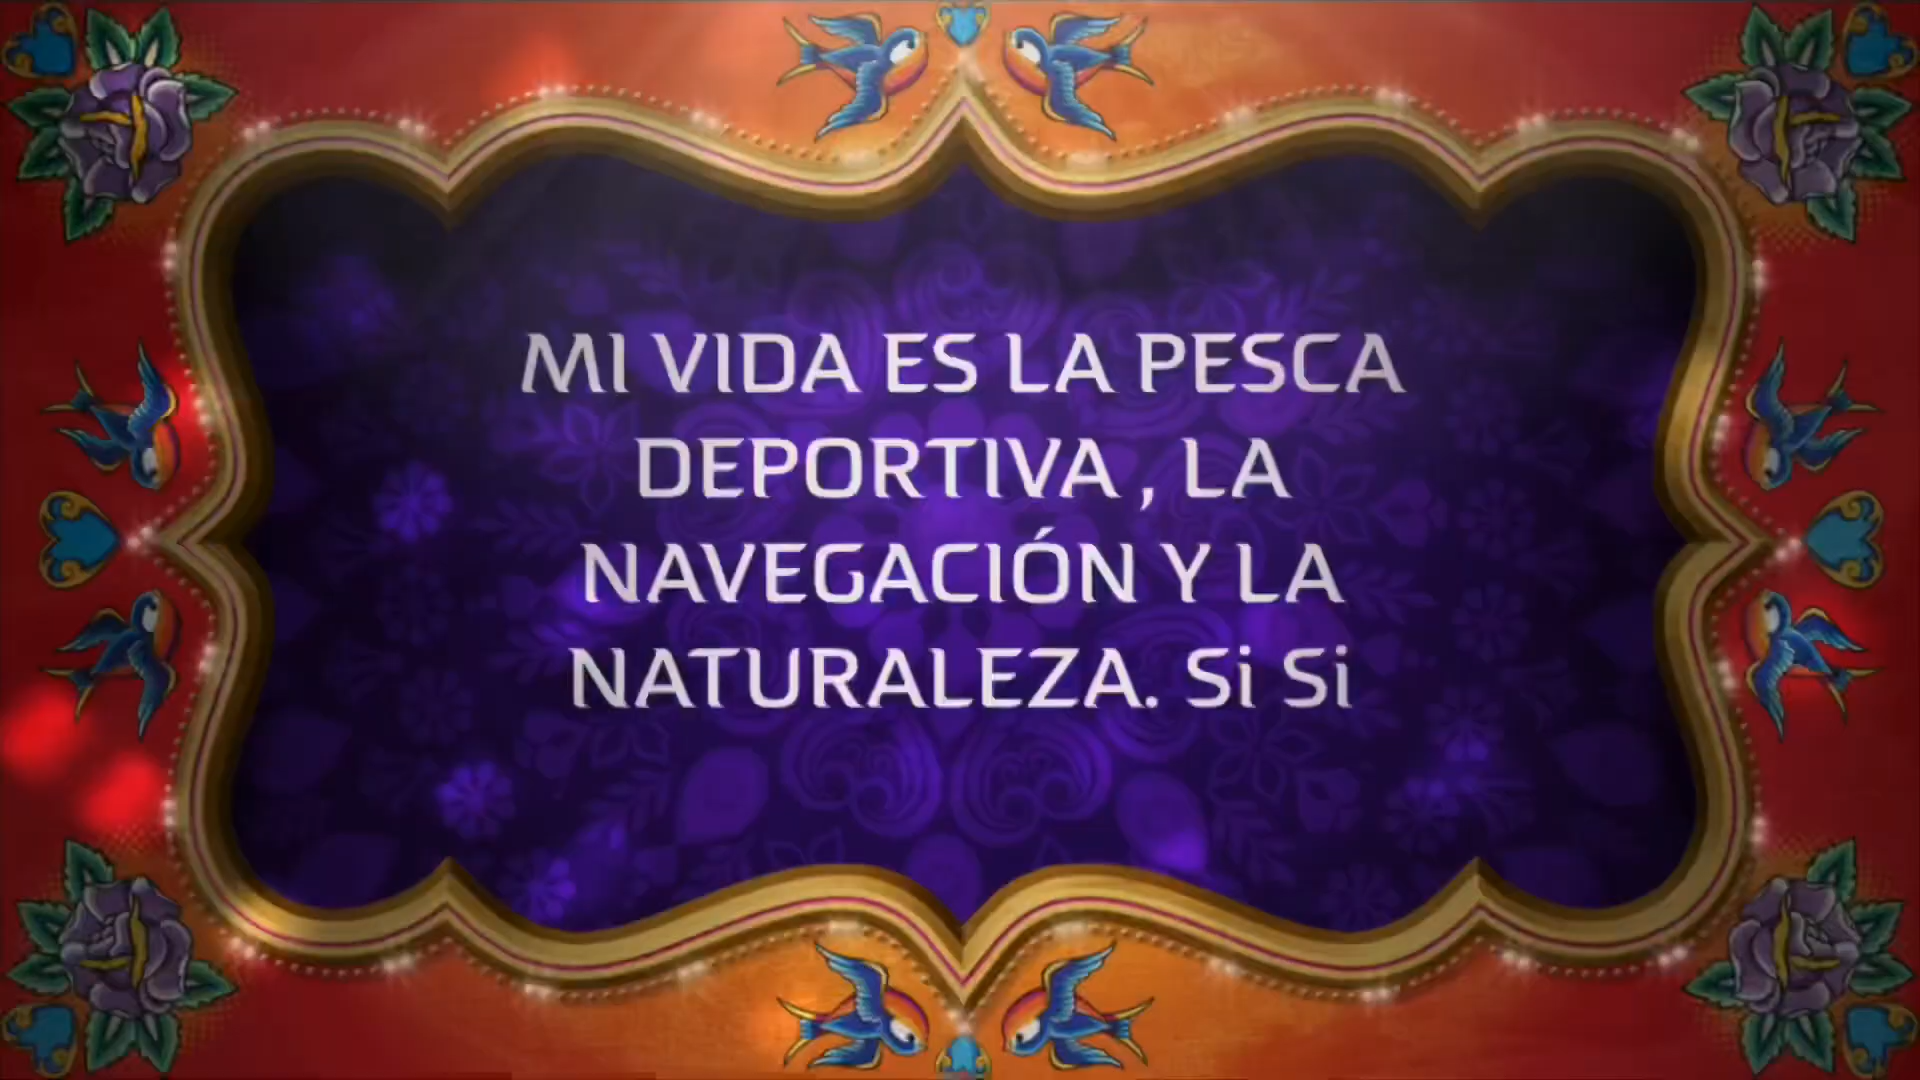 MI VIDA ES LA PESCA
DEPORTIVA , LA
NAVEGACIÓN Y LA
NATURALEZA. Si Si